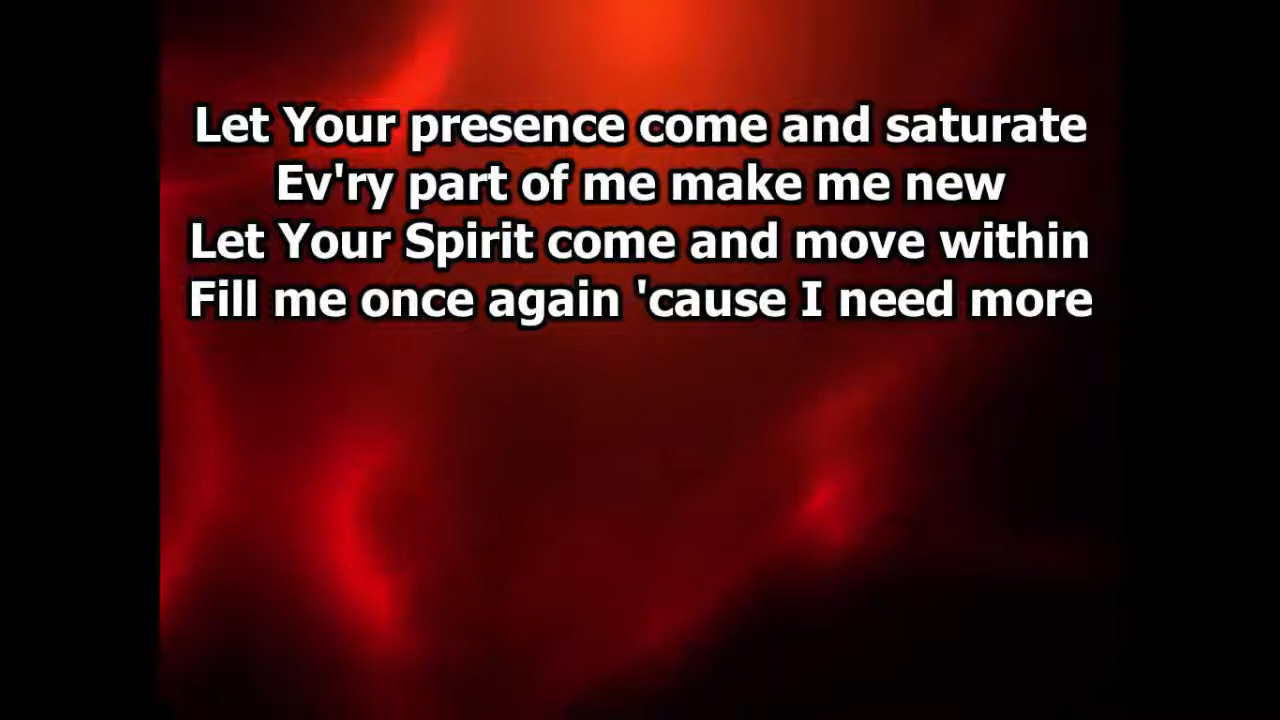 Let Your presence come and saturate
Ev'ry part of me make me new
Let Your Spirit come and move within
Fill me once again 'cause I need more